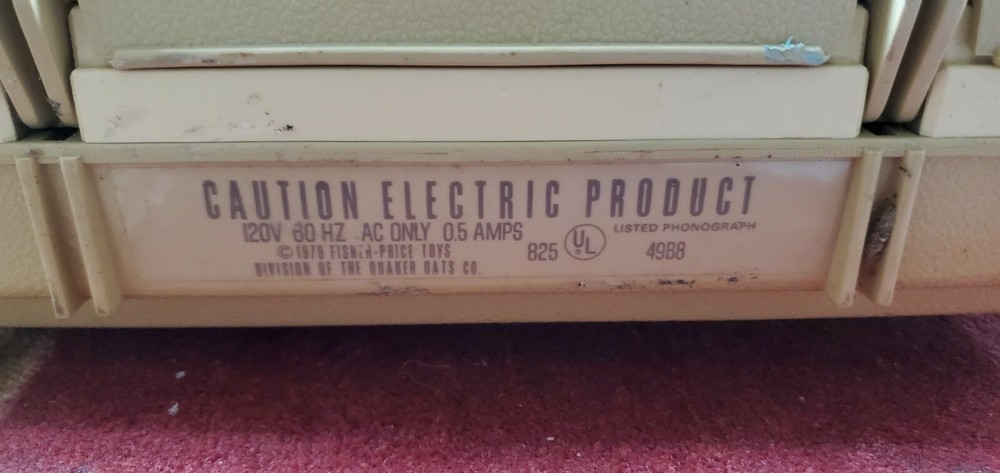 CAUTION ELECTRIC PRODUCT
120V 60 HZ AC ONLY 0.5 AMPS
© 1978 FISHER-PRICE TOYS
DIVISION OF THE QUAKER OATS CO.
825
UL
LISTED PHONOGRAPH
49B8